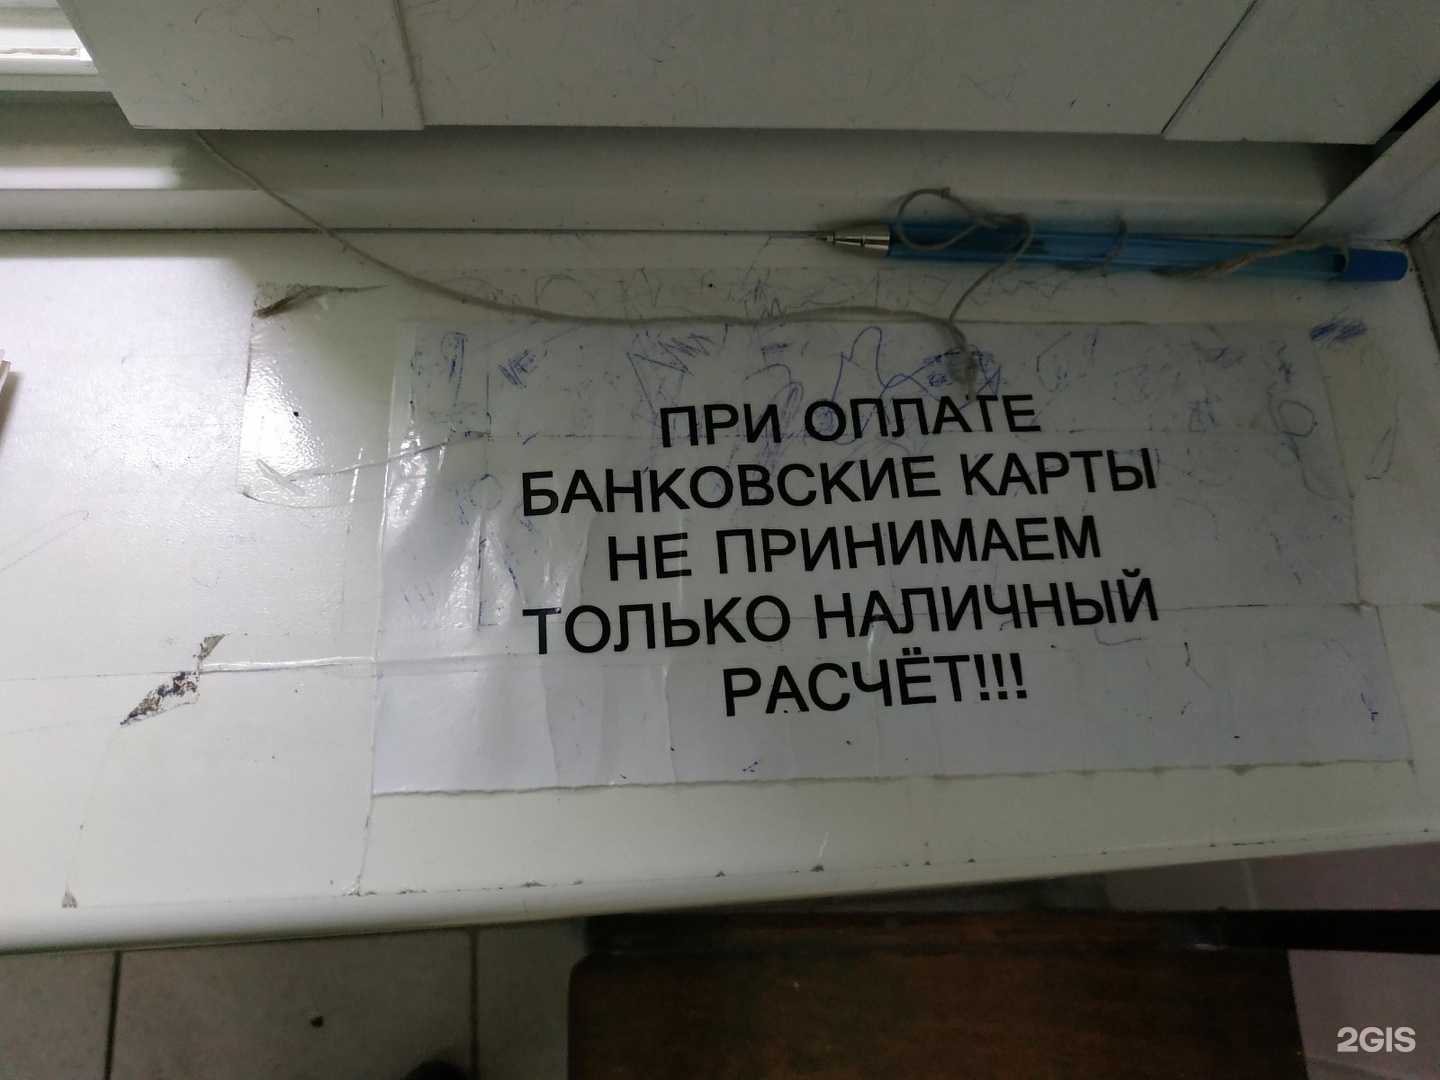 ПРИ ОПЛАТЕ
БАНКОВСКИЕ КАРТЫ
НЕ ПРИНИМАЕМ
ТОЛЬКО НАЛИЧНЫЙ
РАСЧЁТ!!!
2GIS